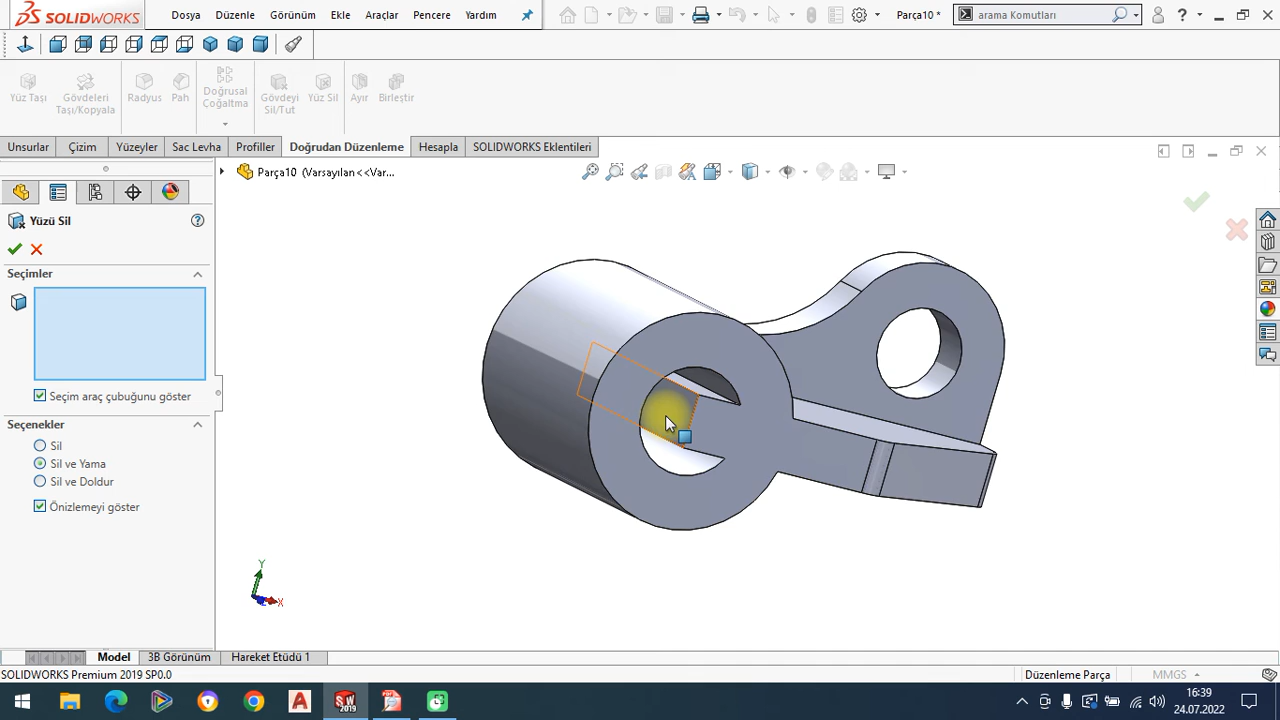 SOLIDWORKS Dosya Düzenle Görünüm Ekle Araçlar Pencere Yardım Parça10 * arama Komutları ?
Yüz Taşı Gövdeleri Taşı/Kopyala Radyus Pah Doğrusal Çoğaltma Gövdeyi Sil/Tut Yüz Sil Ayır Birleştir
Unsurlar Çizim Yüzeyler Sac Levha Profiller Doğrudan Düzenleme Hesapla SOLIDWORKS Eklentileri
Parça10 (Varsayılan<<Var...
Yüzü Sil
Seçimler
Seçim araç çubuğunu göster
Seçenekler
Sil
Sil ve Yama
Sil ve Doldur
Önizlemeyi göster
Y
X
Model 3B Görünüm Hareket Etüdü 1
SOLIDWORKS Premium 2019 SP0.0 Düzenleme Parça MMGS
16:39
24.07.2022